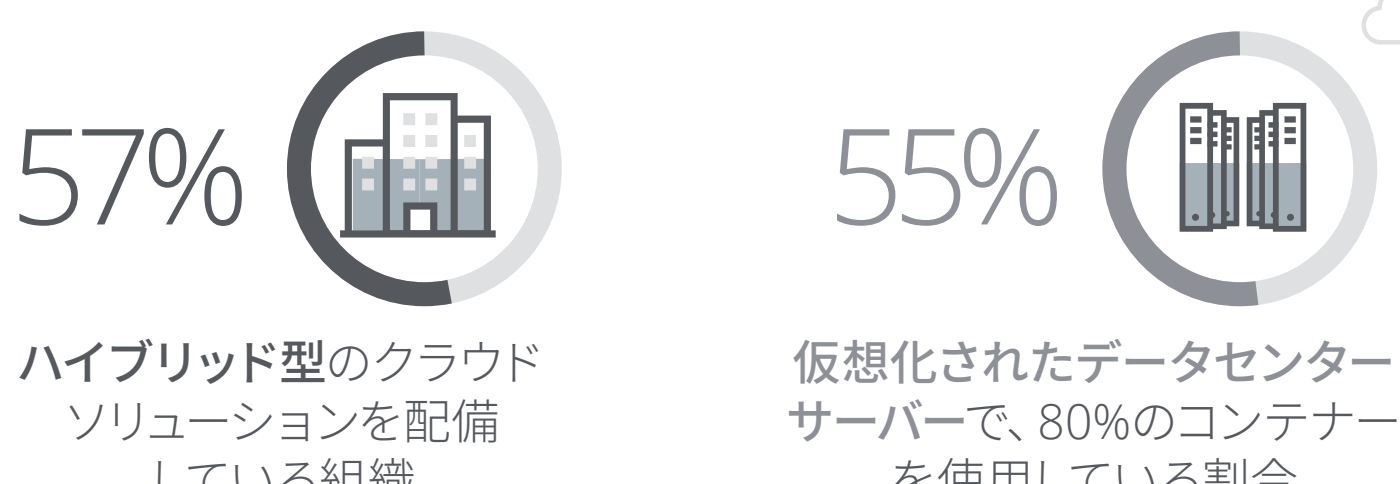 57%
ハイブリッド型のクラウド
ソリューションを配備
している組織
55%
仮想化されたデータセンター
サーバーで、80%のコンテナー
を使用している割合